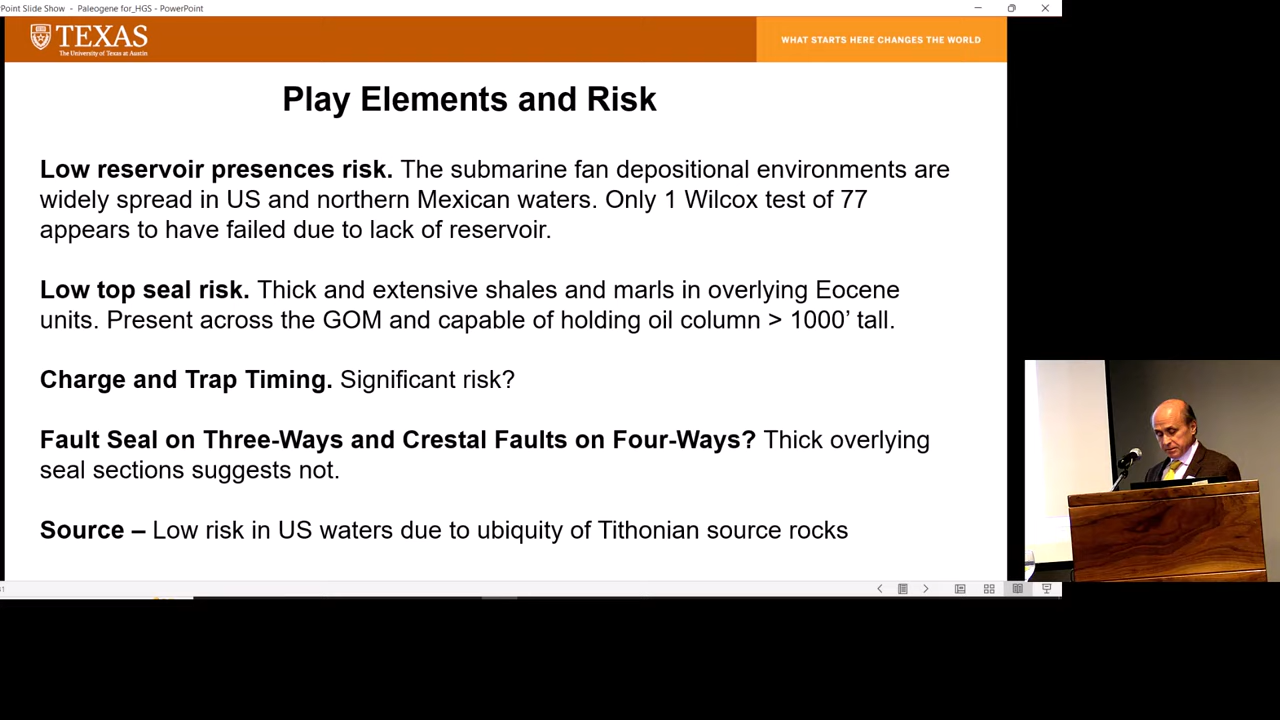 Point Slide Show - Paleogene for_HGS - PowerPoint
TEXAS
The University of Texas at Austin
WHAT STARTS HERE CHANGES THE WORLD
Play Elements and Risk
Low reservoir presences risk. The submarine fan depositional environments are
widely spread in US and northern Mexican waters. Only 1 Wilcox test of 77
appears to have failed due to lack of reservoir.
Low top seal risk. Thick and extensive shales and marls in overlying Eocene
units. Present across the GOM and capable of holding oil column > 1000’ tall.
Charge and Trap Timing. Significant risk?
Fault Seal on Three-Ways and Crestal Faults on Four-Ways? Thick overlying
seal sections suggests not.
Source – Low risk in US waters due to ubiquity of Tithonian source rocks